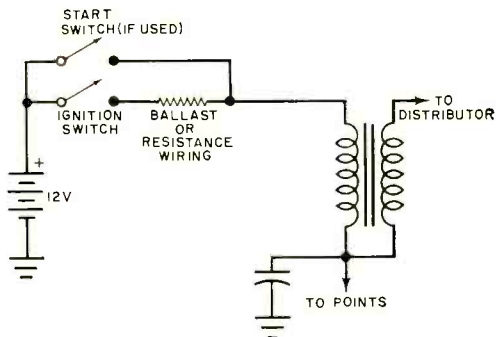 START
SWITCH(IF USED)
IGNITION
SWITCH
BALLAST
OR
RESISTANCE
WIRING
TO
DISTRIBUTOR
+
12V
TO POINTS